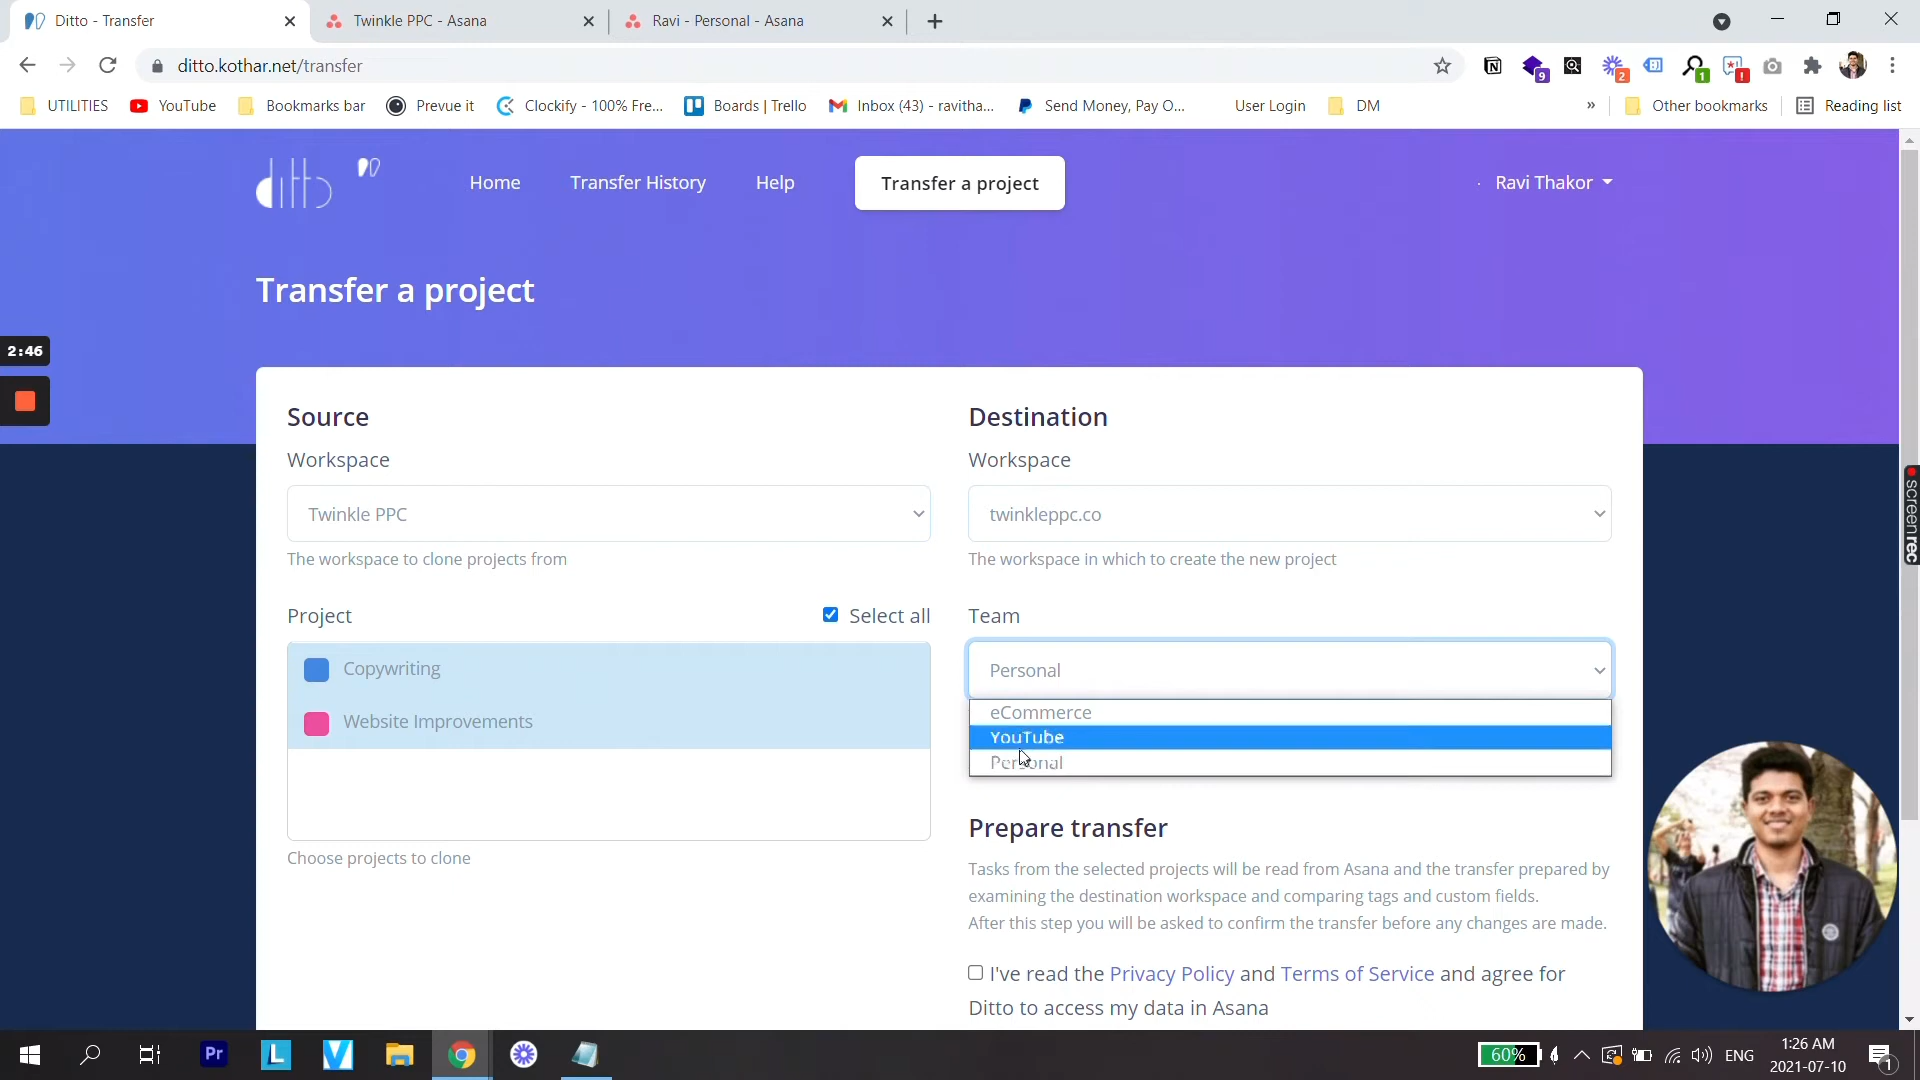 Ditto - Transfer
Twinkle PPC - Asana
Ravi - Personal - Asana
ditto.kothar.net/transfer
9
2
1
!
UTILITIES
YouTube
Bookmarks bar
Prevue it
Clockify - 100% Fre...
Boards | Trello
Inbox (43) - ravitha...
Send Money, Pay O...
User Login
DM
»
Other bookmarks
Reading list
ditto
Home
Transfer History
Help
Transfer a project
Ravi Thakor
Transfer a project
2:46
Source
Destination
Workspace
Workspace
Twinkle PPC
twinkleppc.co
The workspace to clone projects from
The workspace in which to create the new project
screenrec
Project
Select all
Team
Copywriting
Personal
Website Improvements
eCommerce
YouTube
Personal
Choose projects to clone
Prepare transfer
Tasks from the selected projects will be read from Asana and the transfer prepared by
examining the destination workspace and comparing tags and custom fields.
After this step you will be asked to confirm the transfer before any changes are made.
I've read the Privacy Policy and Terms of Service and agree for
Ditto to access my data in Asana
Pr
L
60%
ENG
1:26 AM
2021-07-10
1